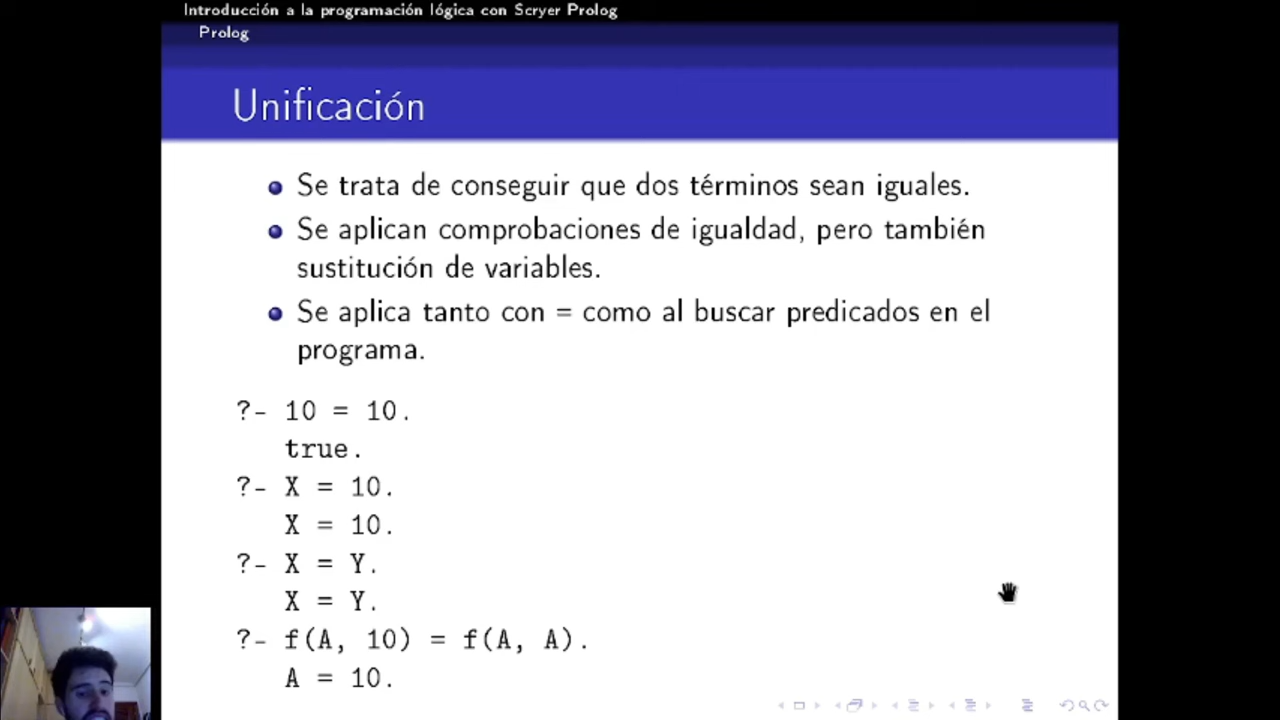 Introducción a la programación lógica con Scryer Prolog
Prolog
Unificación
Se trata de conseguir que dos términos sean iguales.
Se aplican comprobaciones de igualdad, pero también
sustitución de variables.
Se aplica tanto con = como al buscar predicados en el
programa.
?- 10 = 10.
true.
?- X = 10.
X = 10.
?- X = Y.
X = Y.
?- f(A, 10) = f(A, A).
A = 10.